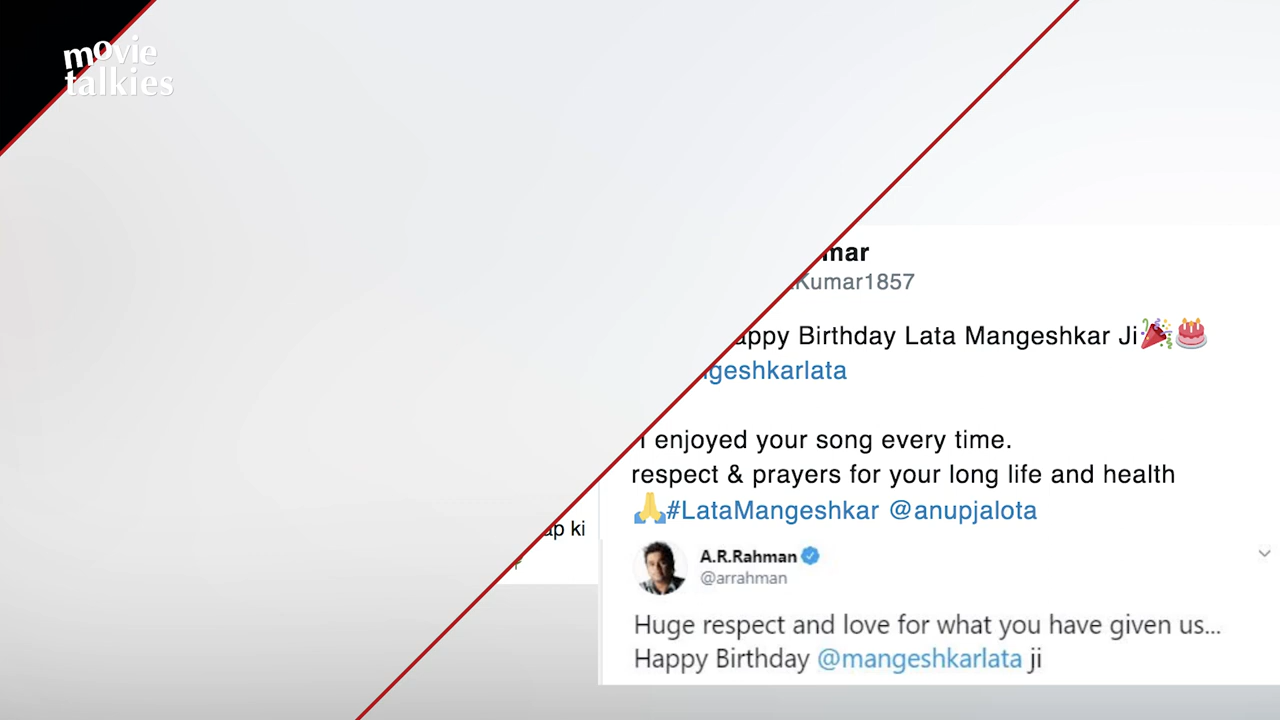 movie
talkies
mar
Kumar1857
appy Birthday Lata Mangeshkar Ji🎉🎂
geshkarlata
I enjoyed your song every time.
respect & prayers for your long life and health
🙏#LataMangeshkar @anupjalota
ap ki
A.R.Rahman
@arrahman
Huge respect and love for what you have given us...
Happy Birthday @mangeshkarlata ji